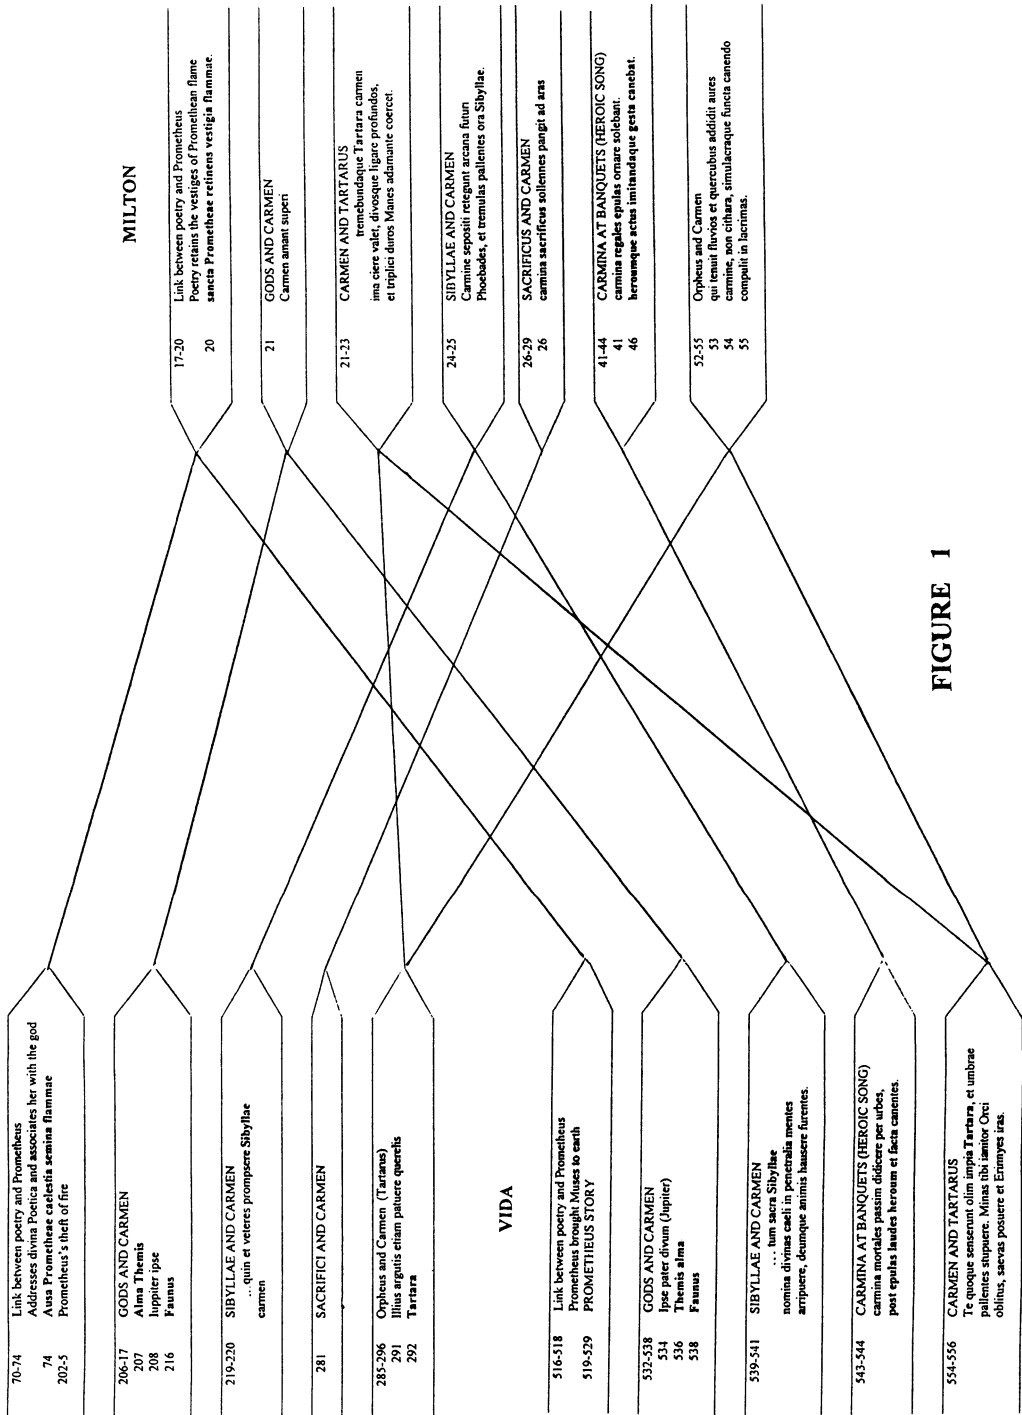 MILTON
17-20 Link between poetry and Prometheus
Poetry retains the vestiges of Promethean flame
20 sancta Prometheae retinens vestigia flammae.
21 GODS AND CARMEN
Carmen amant superi
21-23 CARMEN AND TARTARUS
tremebundaque Tartara carmen
ima ciere valet, divosque ligare profundos,
et triplici duros Manes adamante coercet.
24-25 SIBYLLAE AND CARMEN
Carmine sepositi retegunt arcana futuri
Phoebades, et tremulas pallentes ora Sibyllae.
26-29 SACRIFICUS AND CARMEN
26 carmina sacrificus sollennes pangit ad aras
41-44 CARMINA AT BANQUETS (HEROIC SONG)
41 carmina regales epulas ornare solebant.
46 heroumque actus imitandaque gesta canebat.
52-55 Orpheus and Carmen
53 qui tenuit fluvios et quercubus addidit aures
54 carmine, non cithara, simulacraque functa canendo
55 compulit in lacrimas.
70-74 Link between poetry and Prometheus
Addresses divina Poetica and associates her with the god
74 Ausa Prometheae caelestia semina flammae
202-5 Prometheus's theft of fire
206-17 GODS AND CARMEN
207 Alma Themis
208 Iuppiter ipse
216 Faunus
219-220 SIBYLLAE AND CARMEN
...quin et veteres prompsere Sibyllae
carmen
281 SACRIFICI AND CARMEN
285-296 Orpheus and Carmen (Tartarus)
291 Illius argutis etiam patuere querelis
292 Tartara
VIDA
516-518 Link between poetry and Prometheus
Prometheus brought Muses to earth
519-529 PROMETHEUS STORY
532-538 GODS AND CARMEN
534 Ipse pater divum (Jupiter)
536 Themis alma
538 Faunus
539-541 SIBYLLAE AND CARMEN
... tum sacra Sibyllae
nomina divinas caeli in penetralia mentes
arripuere, deumque animis hausere furentes.
543-544 CARMINA AT BANQUETS (HEROIC SONG)
carmina mortales passim didicere per urbes,
post epulas laudes heroum et facta canentes.
554-556 CARMEN AND TARTARUS
Te quoque senserunt olim impia Tartara, et umbrae
pallentes stupuere. Minas tibi ianitor Orci
oblitus, saevas posuere et Erinnyes iras.
FIGURE 1